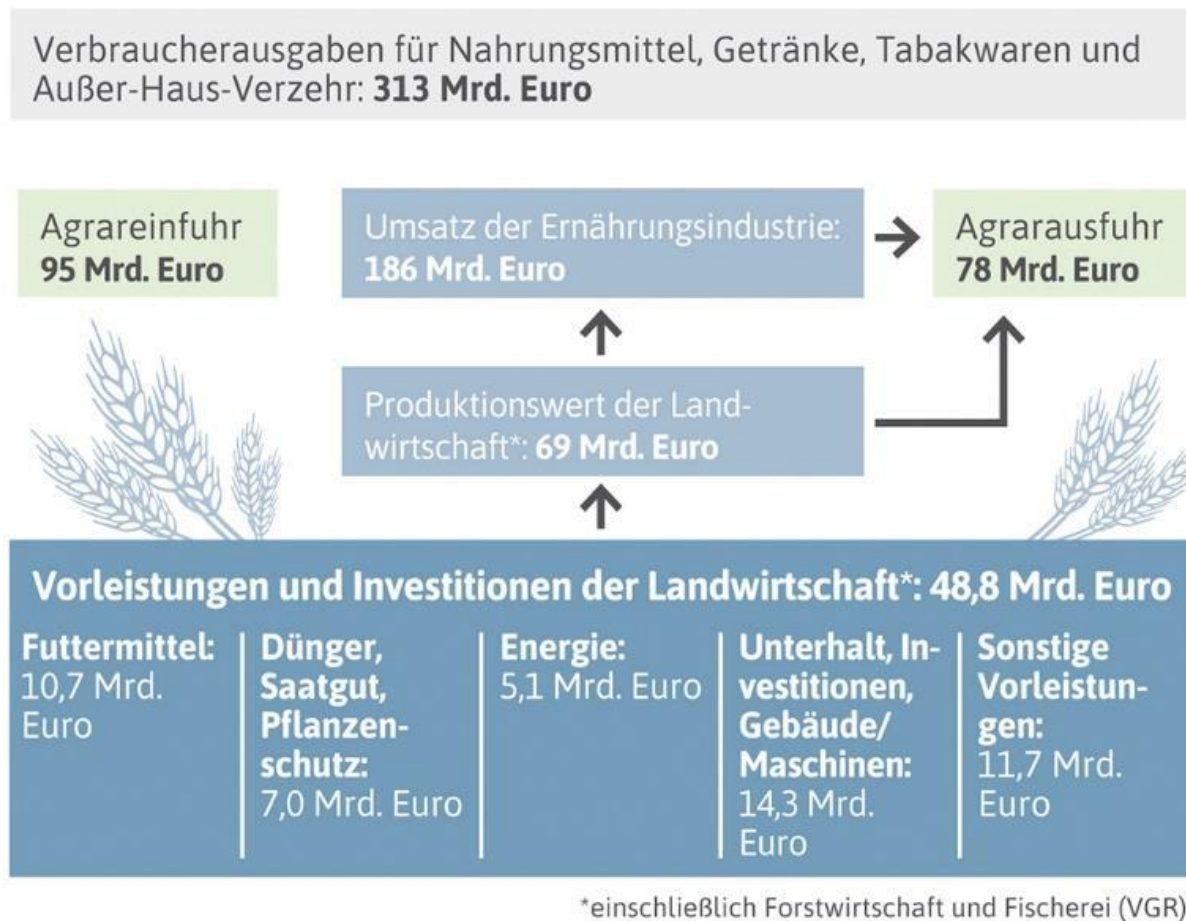 Verbraucherausgaben für Nahrungsmittel, Getränke, Tabakwaren und
Außer-Haus-Verzehr: 313 Mrd. Euro
Agrareinfuhr
95 Mrd. Euro
Umsatz der Ernährungsindustrie:
186 Mrd. Euro
Agrarausfuhr
78 Mrd. Euro
Produktionswert der Land-
wirtschaft*: 69 Mrd. Euro
Vorleistungen und Investitionen der Landwirtschaft*: 48,8 Mrd. Euro
Futtermittel:
10,7 Mrd.
Euro
Dünger,
Saatgut,
Pflanzen-
schutz:
7,0 Mrd. Euro
Energie:
5,1 Mrd. Euro
Unterhalt, In-
vestitionen,
Gebäude/
Maschinen:
14,3 Mrd.
Euro
Sonstige
Vorleistun-
gen:
11,7 Mrd.
Euro
*einschließlich Forstwirtschaft und Fischerei (VGR)